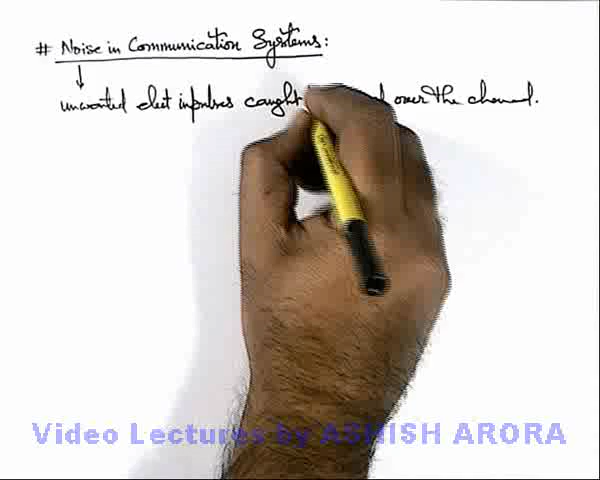 # Noise in Communication Systems:
unwanted elect impulses caught over the channel.
Video Lectures by ASHISH ARORA